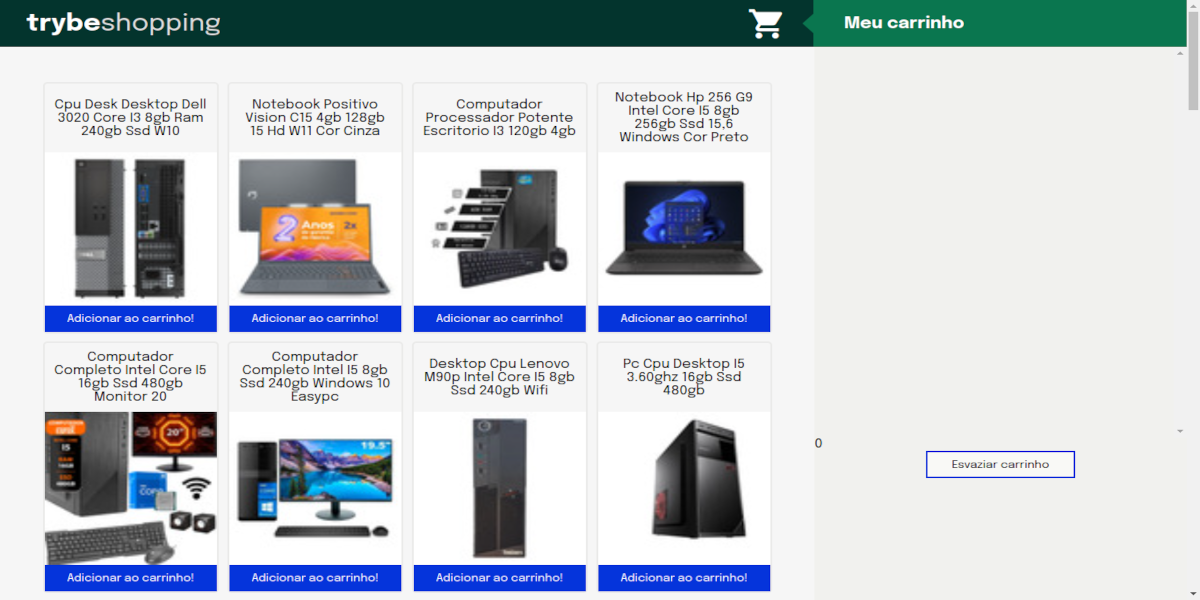 trybeshopping
Meu carrinho
Cpu Desk Desktop Dell
3020 Core I3 8gb Ram
240gb Ssd W10
Notebook Positivo
Vision C15 4gb 128gb
15 Hd W11 Cor Cinza
Computador
Processador Potente
Escritorio I3 120gb 4gb
Notebook Hp 256 G9
Intel Core I5 8gb
256gb Ssd 15,6
Windows Cor Preto
2 Anos
2x
Adicionar ao carrinho!
Adicionar ao carrinho!
Adicionar ao carrinho!
Adicionar ao carrinho!
Computador
Completo Intel Core I5
16gb Ssd 480gb
Monitor 20
Computador
Completo Intel I5 8gb
Ssd 240gb Windows 10
Easypc
Desktop Cpu Lenovo
M90p Intel Core I5 8gb
Ssd 240gb Wifi
Pc Cpu Desktop I5
3.60ghz 16gb Ssd
480gb
I5
20"
19.5"
0
Esvaziar carrinho
Adicionar ao carrinho!
Adicionar ao carrinho!
Adicionar ao carrinho!
Adicionar ao carrinho!